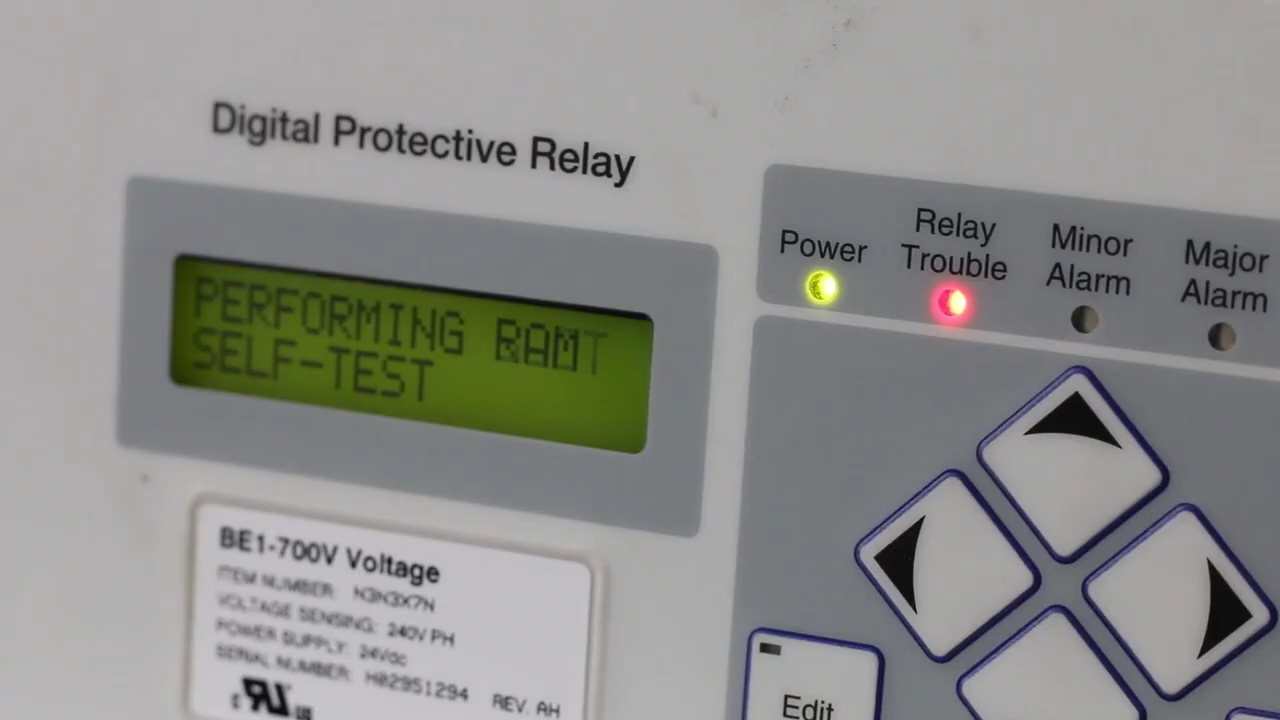 Digital Protective Relay
PERFORMING
SELF-TEST
Power
Relay
Trouble
Minor
Alarm
Major
Alarm
BE1-700V Voltage
ITEM NUMBER: N3N3X7N
VOLTAGE SENSING: 240V PH
POWER SUPPLY: 24Vdc
SERIAL NUMBER: H02951294 REV. AH
Edit